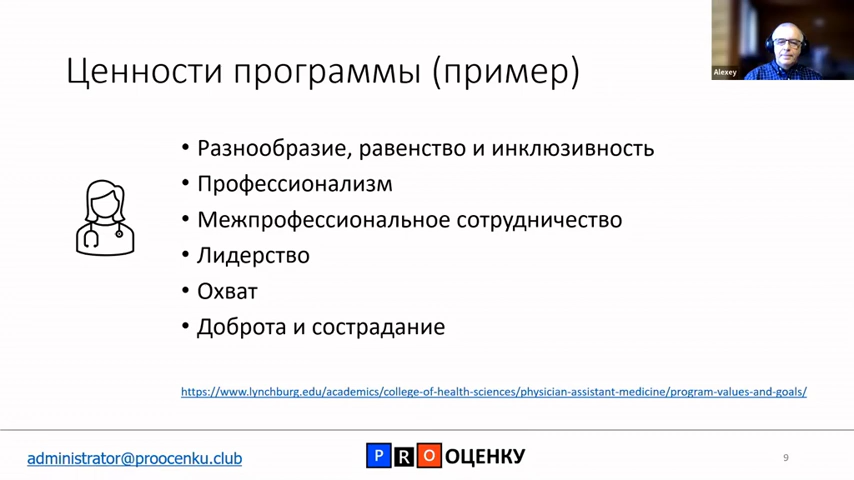 Alexey
Ценности программы (пример)
• Разнообразие, равенство и инклюзивность
• Профессионализм
• Межпрофессиональное сотрудничество
• Лидерство
• Охват
• Доброта и сострадание
https://www.lynchburg.edu/academics/college-of-health-sciences/physician-assistant-medicine/program-values-and-goals/
administrator@proocenku.club
PRO ОЦЕНКУ
9